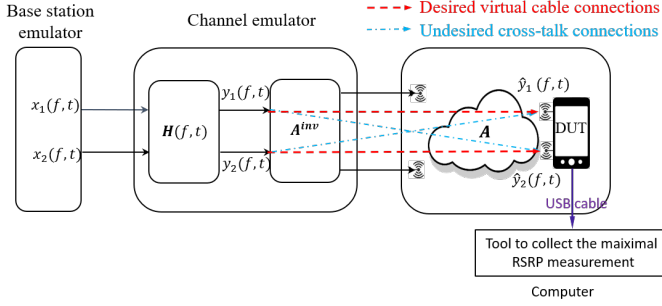 Base station
emulator
Channel emulator
Desired virtual cable connections
Undesired cross-talk connections
x₁(f,t)
x₂(f,t)
H(f,t)
y₁(f,t)
y₂(f,t)
A^{inv}
A
ŷ₁(f,t)
ŷ₂(f,t)
DUT
USB cable
Tool to collect the maiximal
RSRP measurement
Computer